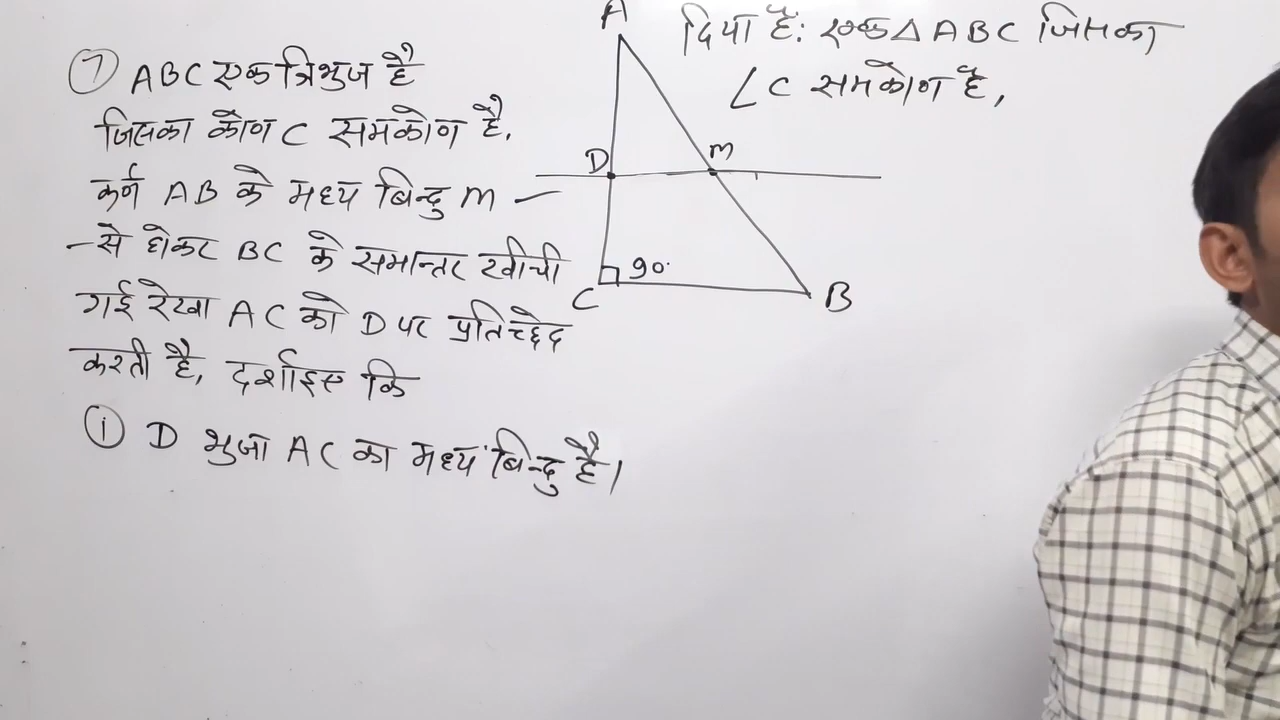 ⑦ ABC एक त्रिभुज है
जिसका कोण C समकोण है,
कर्ण AB के मध्य बिन्दु M —
—से होकर BC के समान्तर खींची
गई रेखा AC को D पर प्रतिच्छेद
करती है, दर्शाइए कि
① D भुजा AC का मध्य बिन्दु है।
दिया है: एक Δ ABC जिसका
∠C समकोण है,
A
D
M
90°
C
B